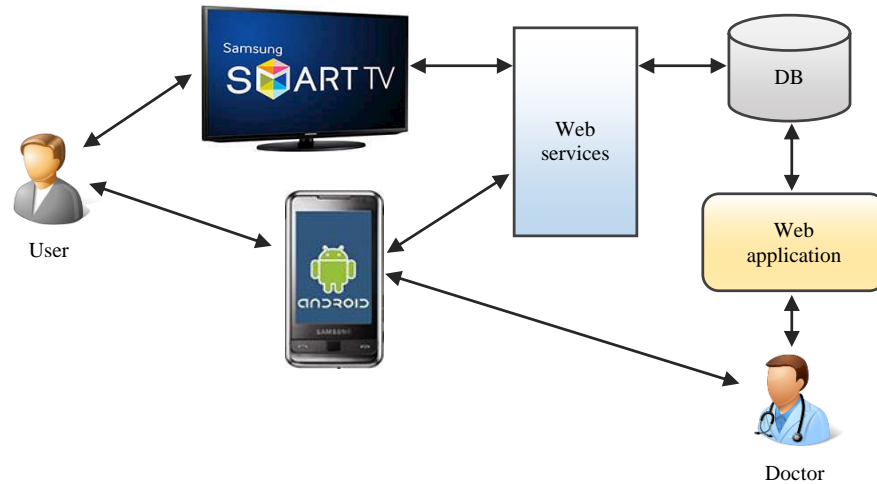 Samsung
SMART TV
DB
Web
services
User
Web
application
android
SAMSUNG
Doctor